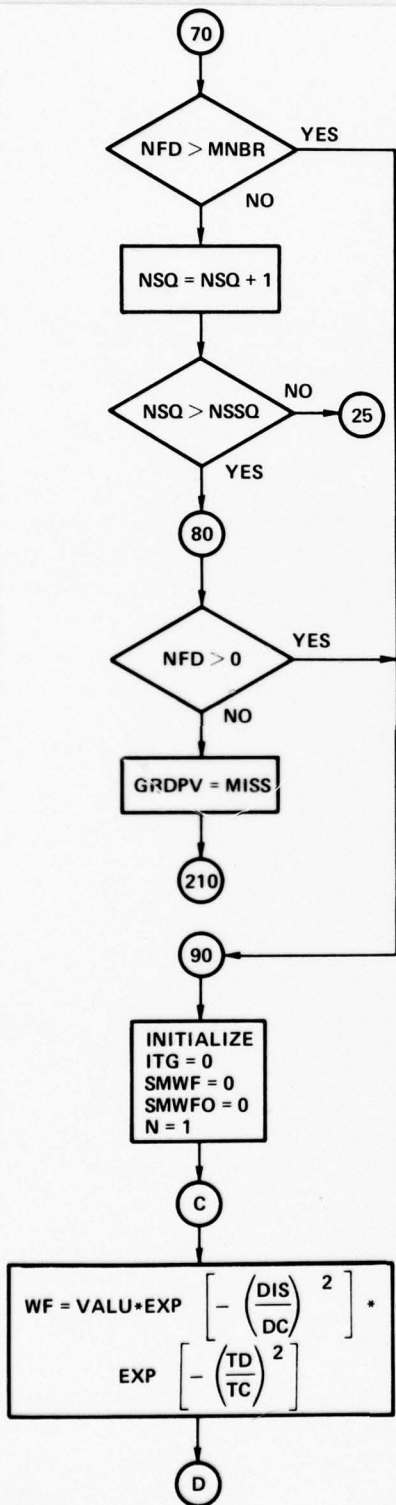 70
NFD > MNBR
YES
NO
NSQ = NSQ + 1
NSQ > NSSQ
NO
25
YES
80
NFD > 0
YES
NO
GRDPV = MISS
210
90
INITIALIZE
ITG = 0
SMWF = 0
SMWFO = 0
N = 1
C
WF = VALU*EXP [ - ( DIS / DC ) 2 ] *
EXP [ - ( TD / TC ) 2 ]
D